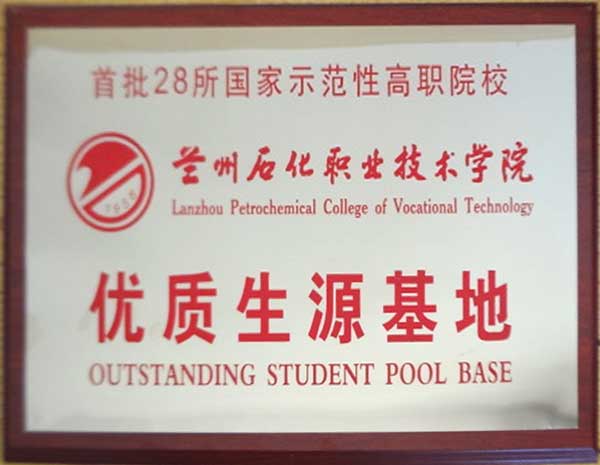 首批28所国家示范性高职院校
兰州石化职业技术学院
1956
Lanzhou Petrochemical College of Vocational Technology
优质生源基地
OUTSTANDING STUDENT POOL BASE